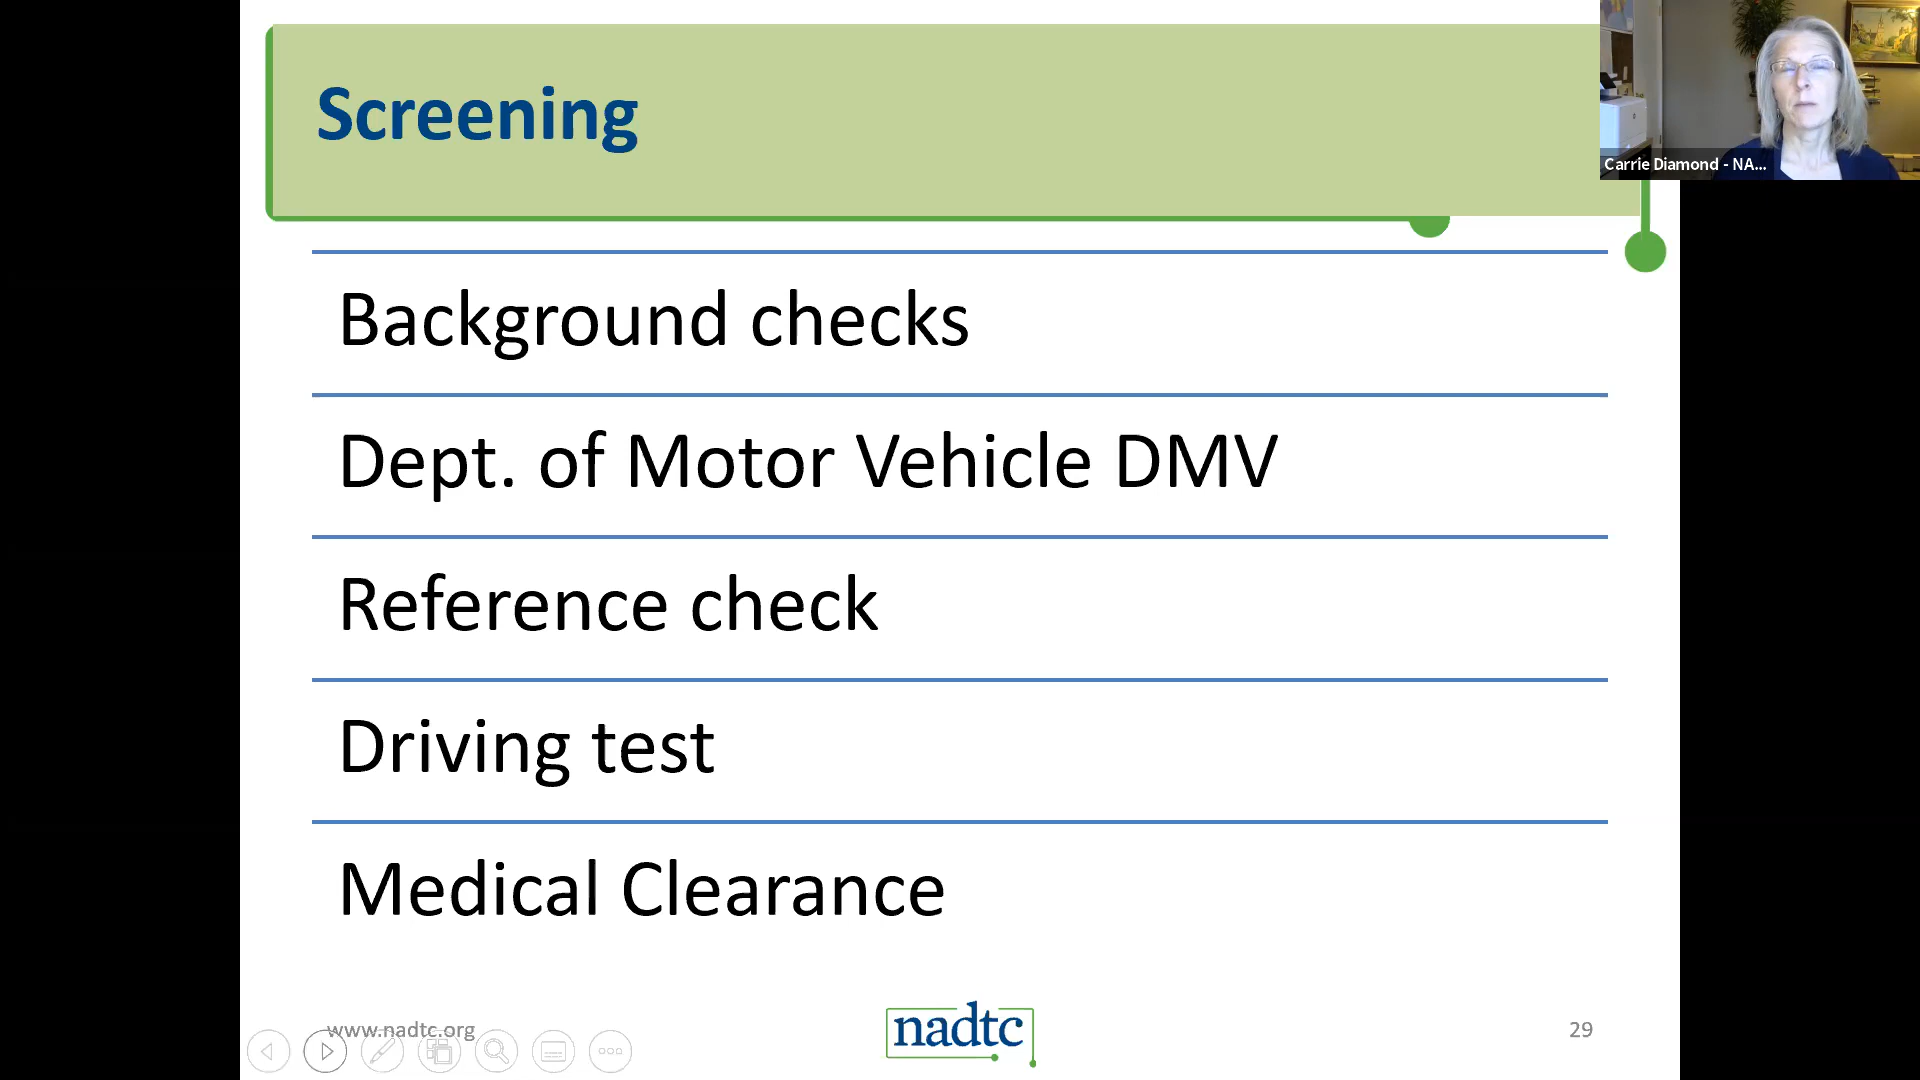 Screening
Carrie Diamond - NA...
Background checks
Dept. of Motor Vehicle DMV
Reference check
Driving test
Medical Clearance
www.nadtc.org
nadtc
29